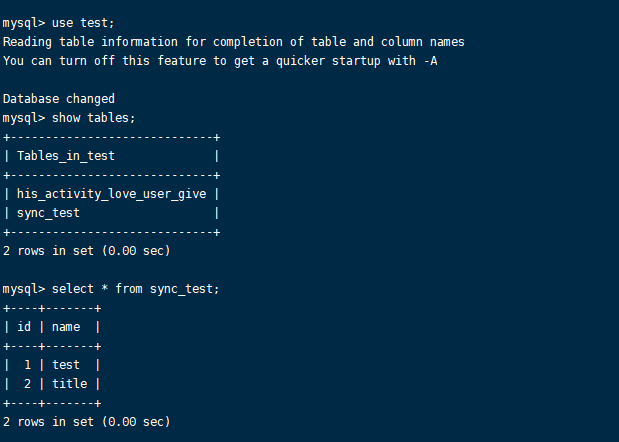 mysql> use test;
Reading table information for completion of table and column names
You can turn off this feature to get a quicker startup with -A

Database changed
mysql> show tables;
+-----------------------------+
| Tables_in_test              |
+-----------------------------+
| his_activity_love_user_give |
| sync_test                   |
+-----------------------------+
2 rows in set (0.00 sec)

mysql> select * from sync_test;
+----+-------+
| id | name  |
+----+-------+
|  1 | test  |
|  2 | title |
+----+-------+
2 rows in set (0.00 sec)